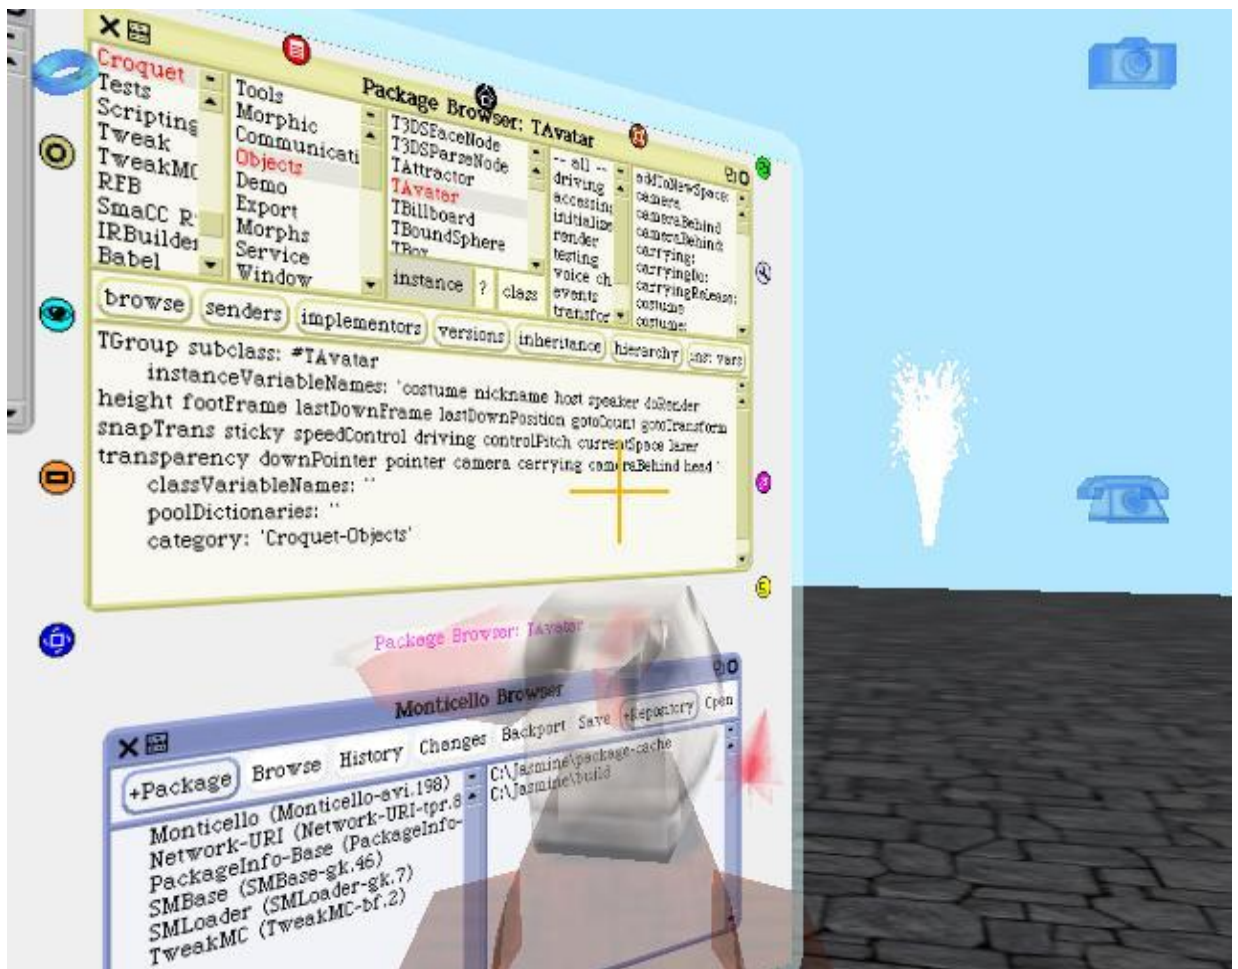 Package Browser: TAvatar
Croquet
Tests
Scripting
Tweak
TweakMC
RFB
SmaCC R
IRBuilder
Babel
Tools
Morphic
Communicati
Objects
Demo
Export
Morphs
Service
Window
T3DSFaceNode
T3DSParseNode
TAttractor
TAvatar
TBillboard
TBoundSphere
TBox
instance ? class
-- all --
driving
accessing
initialize
render
testing
voice ch
events
transfor
addToNewSpace:
camera
cameraBehind
cameraBehind:
carrying:
carryingDo:
carryingRelease:
costume
costume:
browse senders implementors versions inheritance hierarchy inst vars
TGroup subclass: #TAvatar
instanceVariableNames: 'costume nickname host speaker doRender
height footFrame lastDownFrame lastDownPosition gotoCount gotoTransform
snapTrans sticky speedControl driving controlPitch currentSpace laser
transparency downPointer pointer camera carrying cameraBehind head '
classVariableNames: ''
poolDictionaries: ''
category: 'Croquet-Objects'
Package Browser: TAvatar
Monticello Browser
+Package Browse History Changes Backport Save +Repository Open
Monticello (Monticello-avi.198)
Network-URI (Network-URI-tpr.8
PackageInfo-Base (PackageInfo-
SMBase (SMBase-gk.46)
SMLoader (SMLoader-gk.7)
TweakMC (TweakMC-bf.2)
C:\Jasmine\package-cache
C:\Jasmine\build